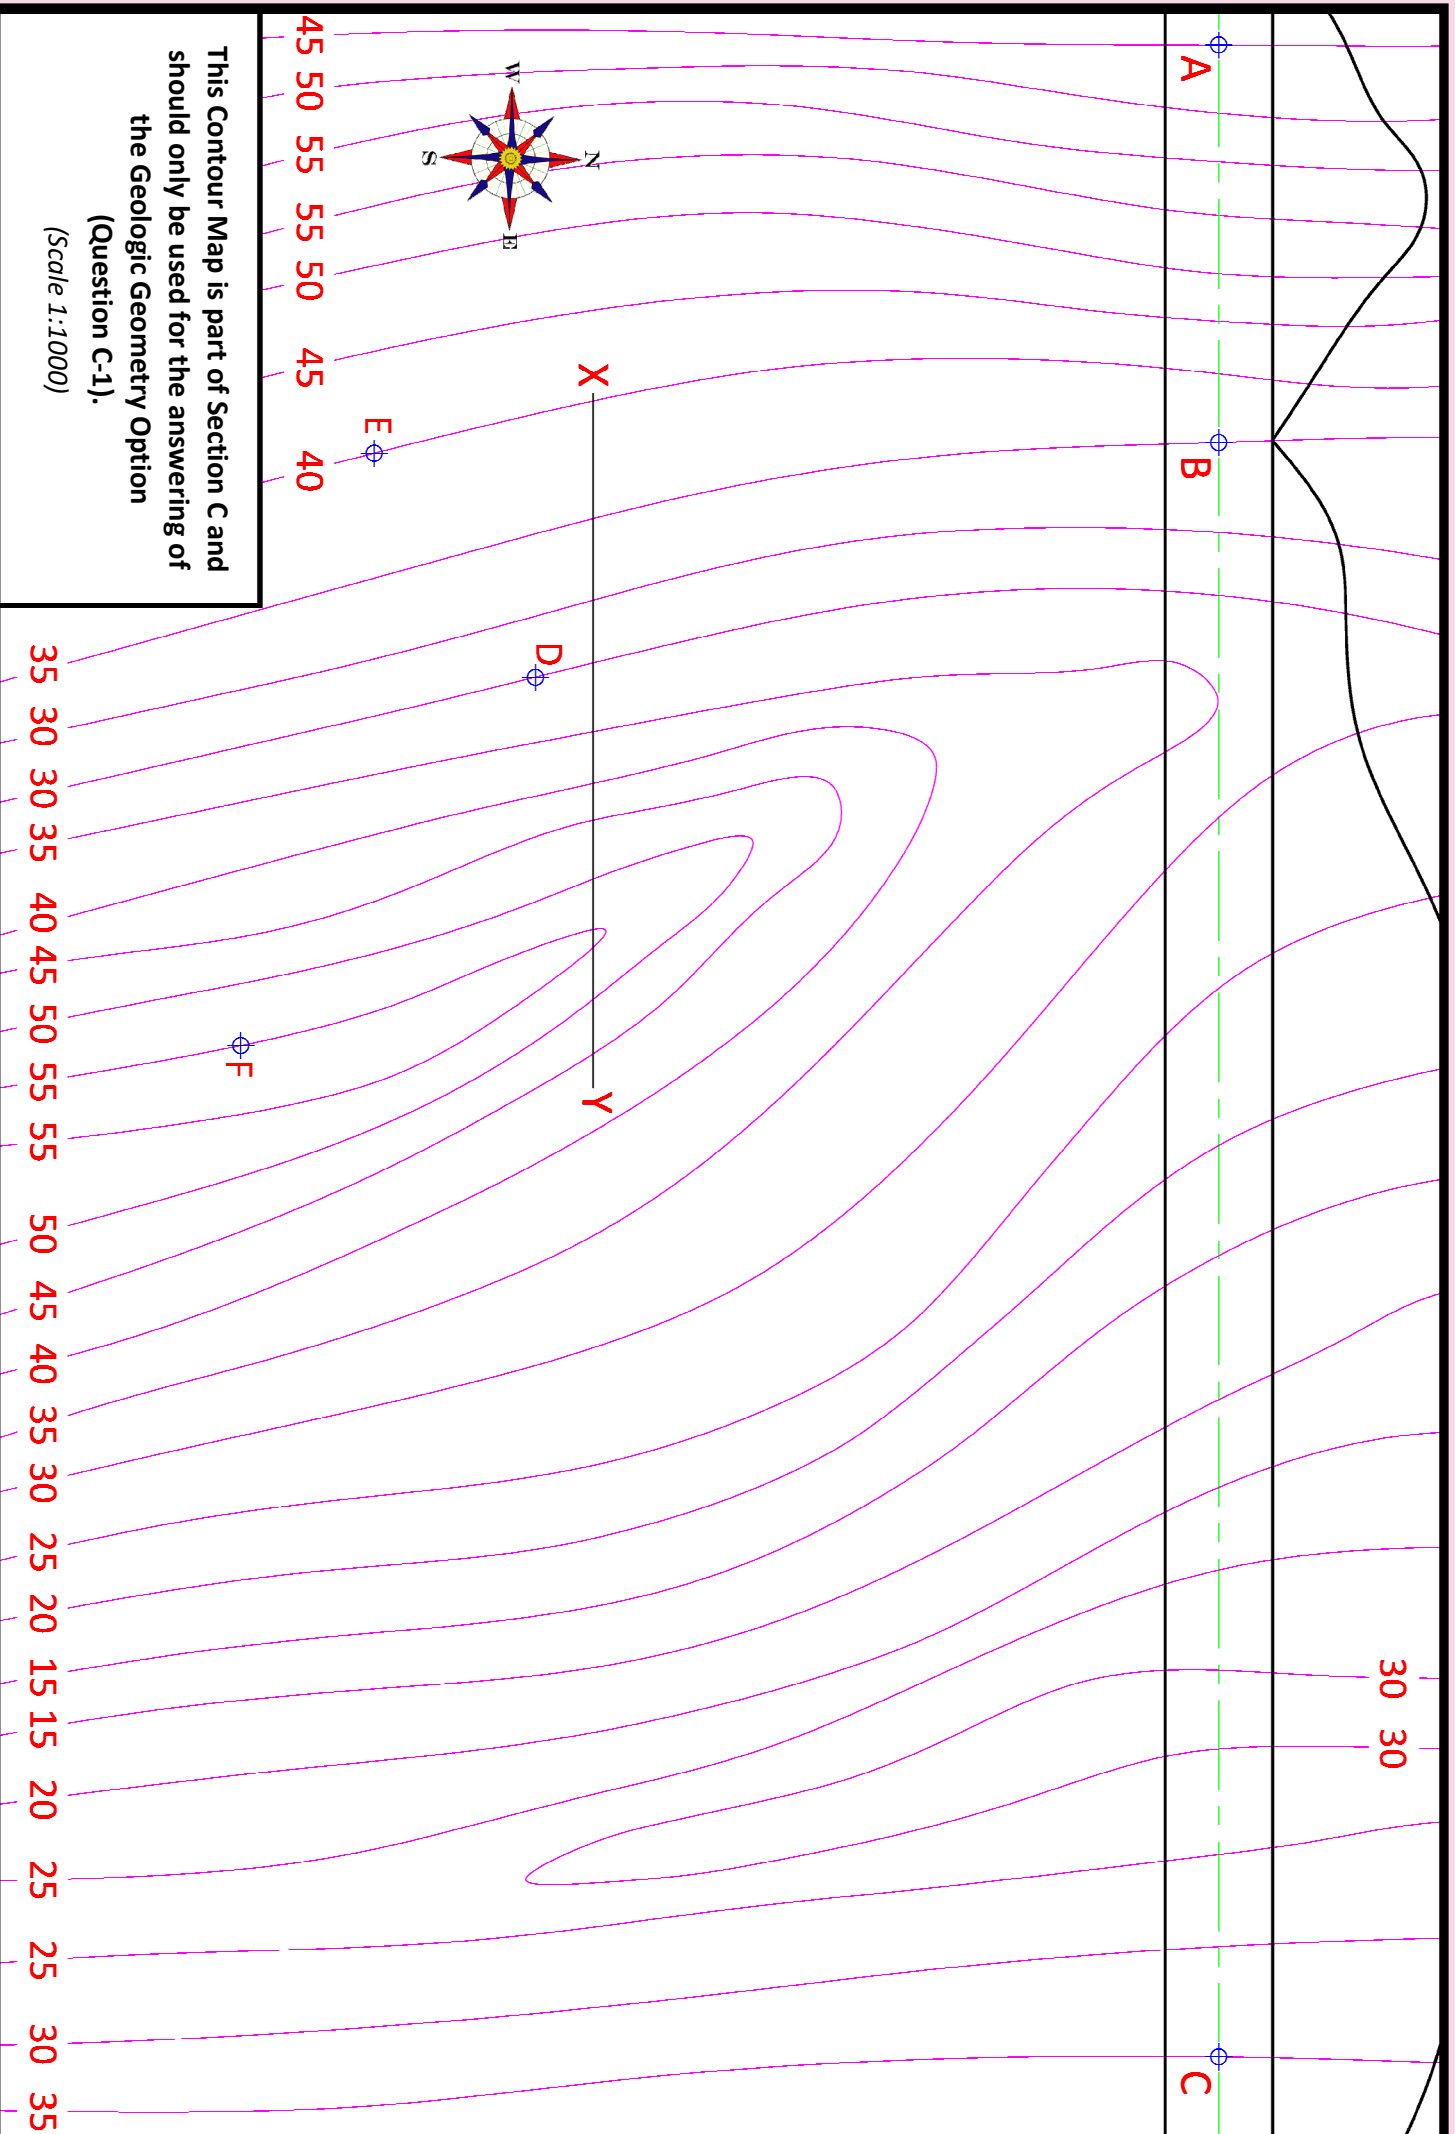 This Contour Map is part of Section C and
should only be used for the answering of
the Geologic Geometry Option
(Question C-1).
(Scale 1:1000)
45
50
55
55
50
45
40
W
N
S
E
A
B
C
X
Y
E
D
F
35
30
30
35
40
45
50
55
55
50
45
40
35
30
25
20
15
15
20
25
25
30
35
30
30